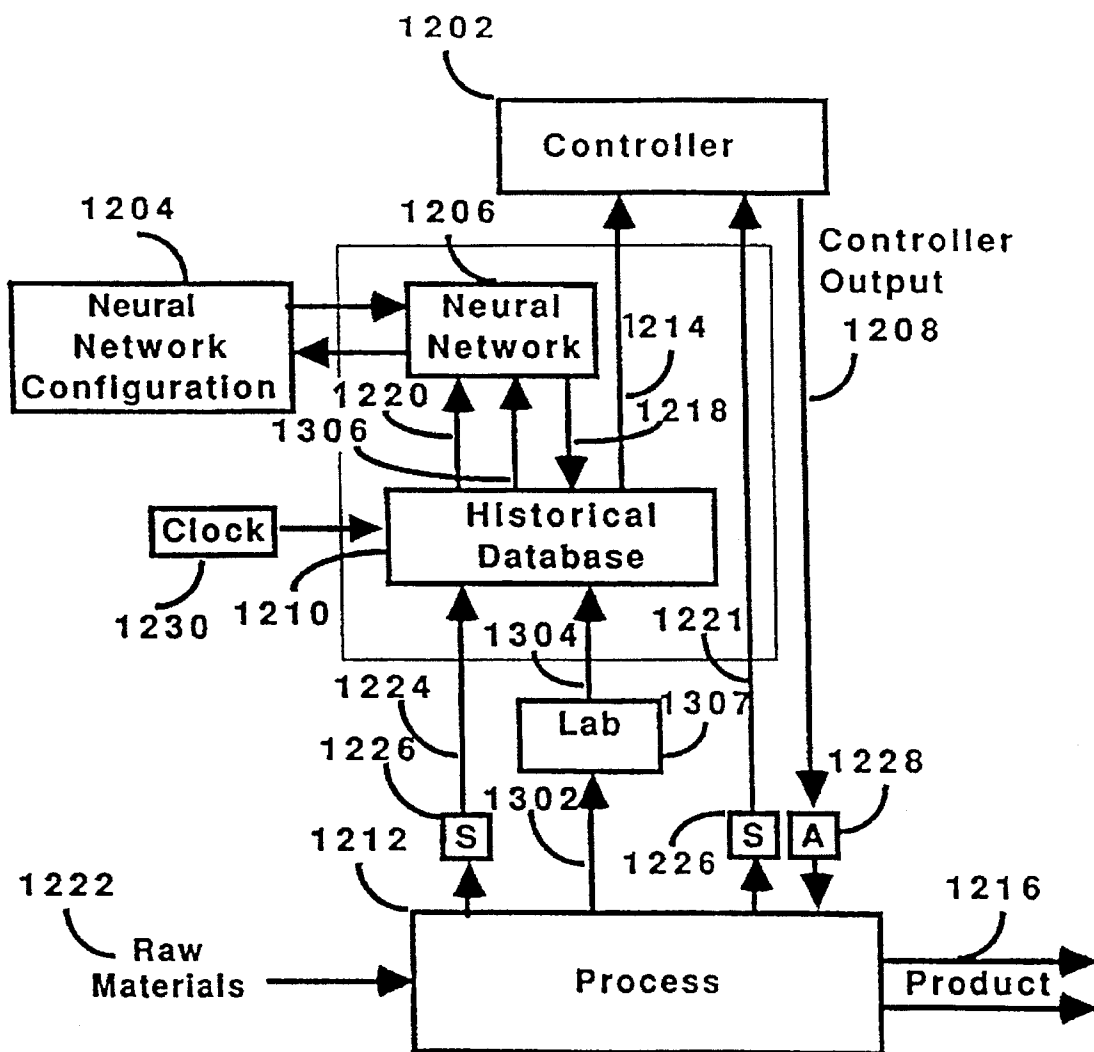 1202
Controller
1204
1206
Controller
Output
Neural
Network
Configuration
Neural
Network
1214
1208
1220
1218
1306
Clock
Historical
Database
1230
1210
1304
1221
1224
Lab
1307
1226
1302
1228
S
S
A
1212
1226
1222
1216
Raw
Materials
Process
Product